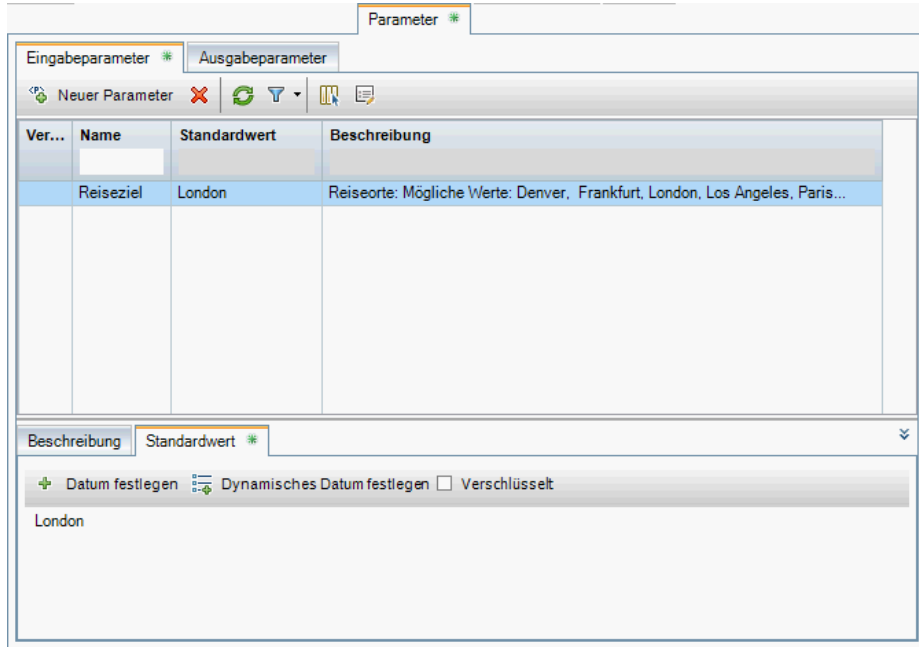 Parameter
Eingabeparameter Ausgabeparameter
Neuer Parameter
Ver... Name Standardwert Beschreibung
Reiseziel London Reiseorte: Mögliche Werte: Denver, Frankfurt, London, Los Angeles, Paris...
Beschreibung Standardwert
Datum festlegen Dynamisches Datum festlegen Verschlüsselt
London